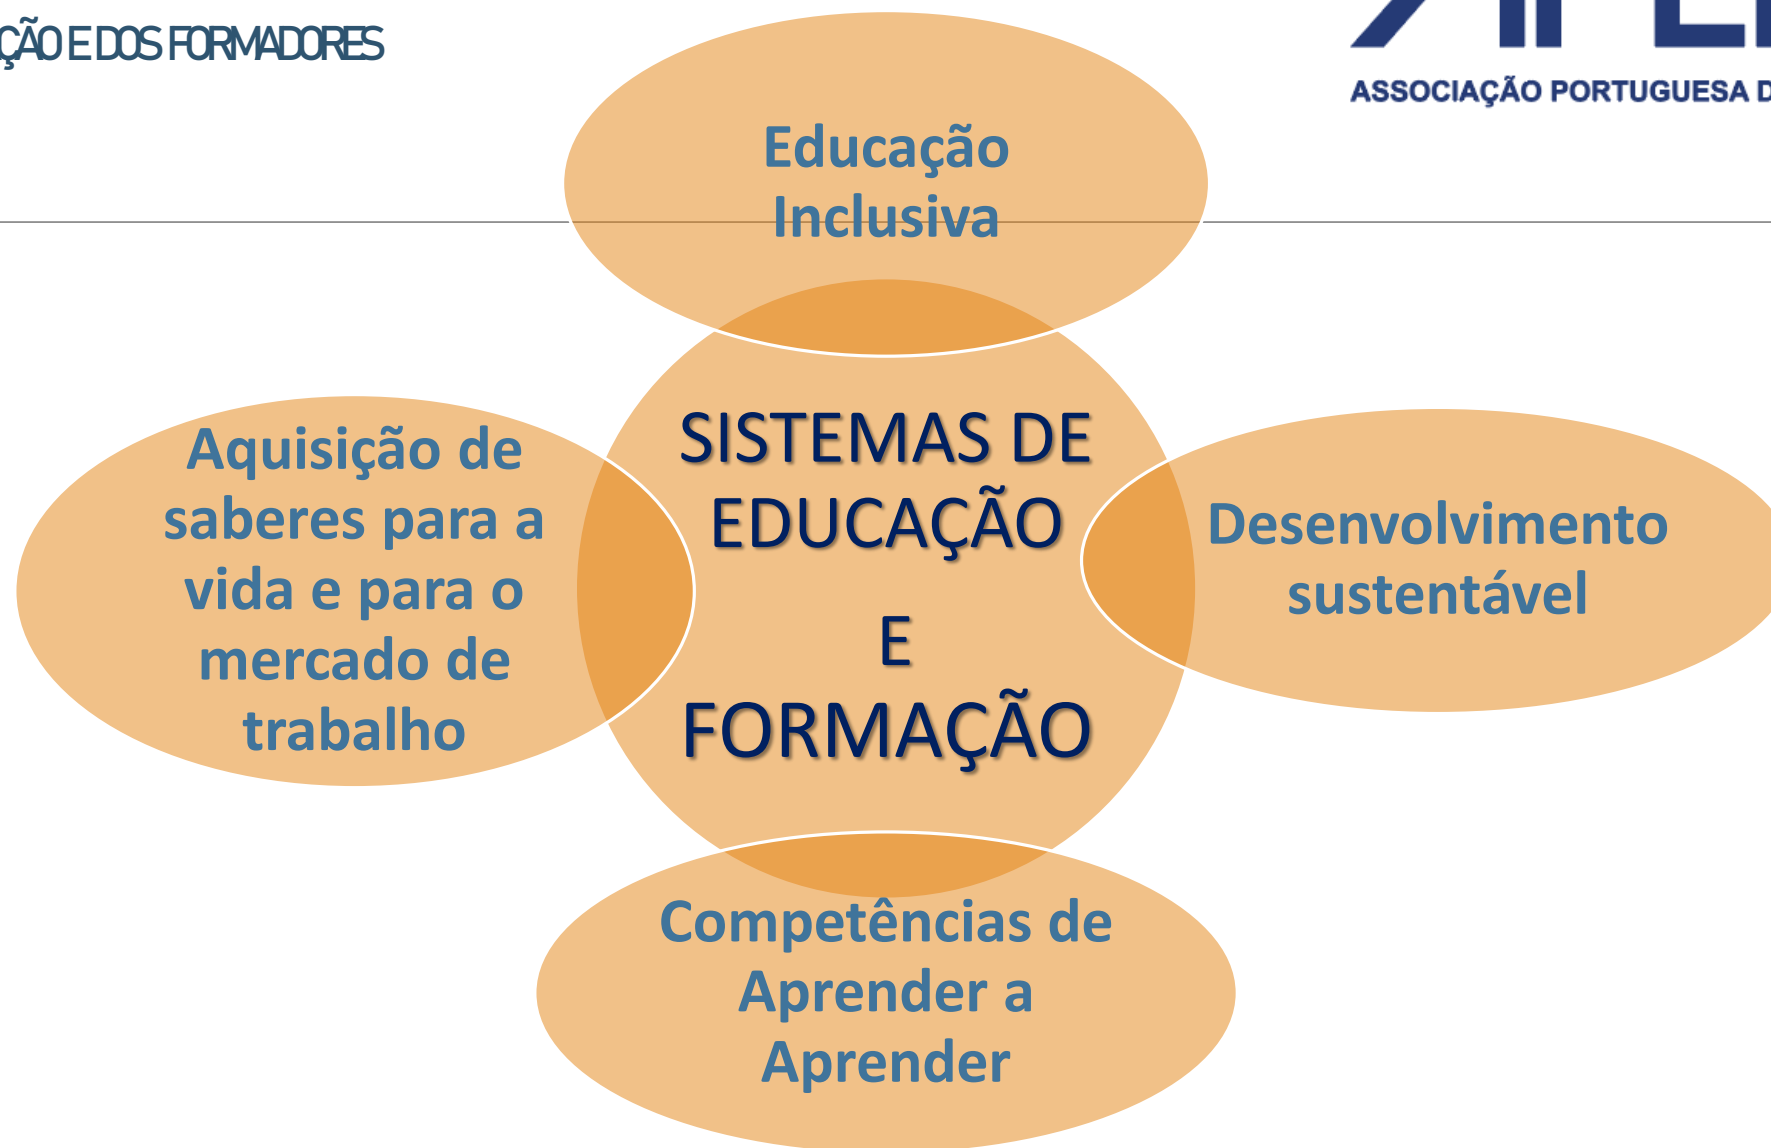 ÇÃO E DOS FORMADORES
ASSOCIAÇÃO PORTUGUESA D
Educação
Inclusiva
Aquisição de
saberes para a
vida e para o
mercado de
trabalho
SISTEMAS DE
EDUCAÇÃO
E
FORMAÇÃO
Desenvolvimento
sustentável
Competências de
Aprender a
Aprender